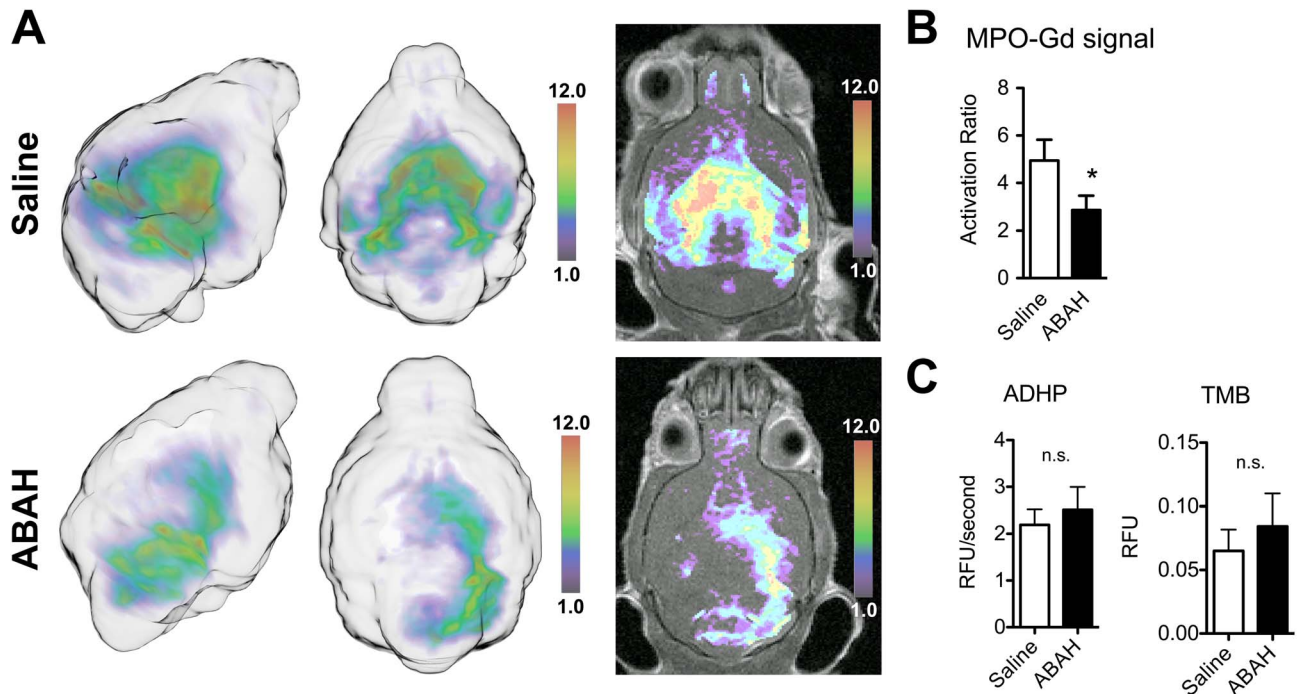 A
Saline
12.0
1.0
12.0
1.0
ABAH
12.0
1.0
12.0
1.0
B
MPO-Gd signal
Activation Ratio
8
6
4
2
0
*
Saline
ABAH
C
ADHP
RFU/second
4
3
2
1
0
n.s.
Saline
ABAH
TMB
RFU
0.15
0.10
0.05
0.00
n.s.
Saline
ABAH